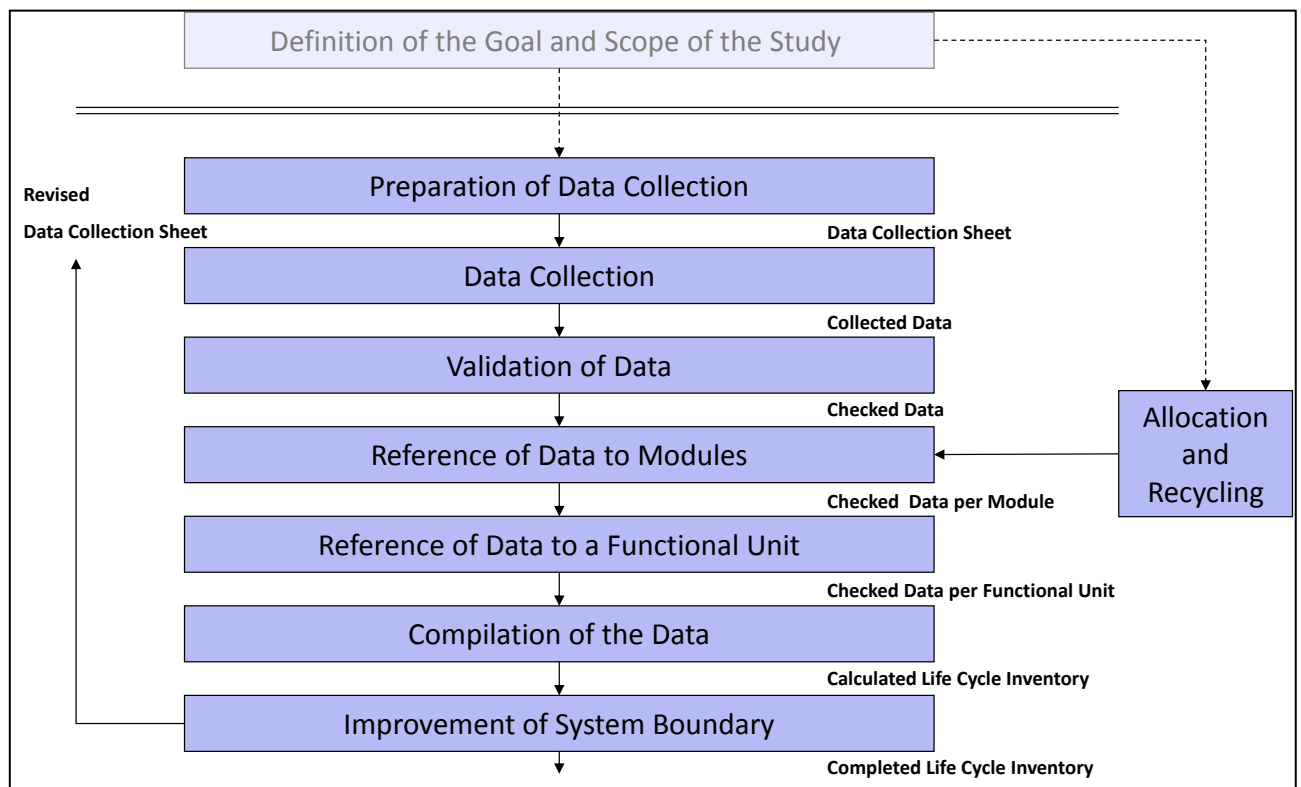 Definition of the Goal and Scope of the Study
Preparation of Data Collection
Revised
Data Collection Sheet
Data Collection Sheet
Data Collection
Collected Data
Validation of Data
Checked Data
Allocation
and
Recycling
Reference of Data to Modules
Checked  Data per Module
Reference of Data to a Functional Unit
Checked Data per Functional Unit
Compilation of the Data
Calculated Life Cycle Inventory
Improvement of System Boundary
Completed Life Cycle Inventory